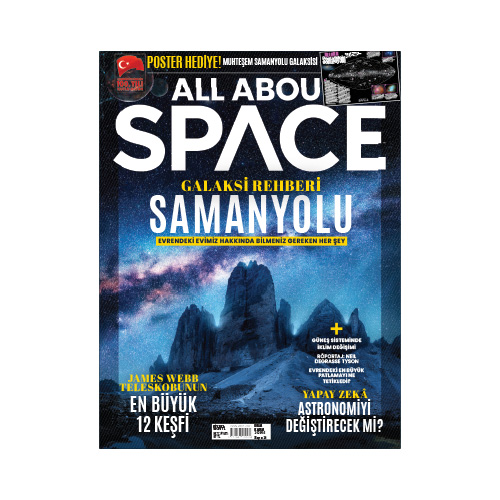 POSTER HEDİYE! MUHTEŞEM SAMANYOLU GALAKSİSİ
ALL ABOU
SPACE
GALAKSİ REHBERİ
SAMANYOLU
EVRENDEKİ EVİMİZ HAKKINDA BİLMENİZ GEREKEN HER ŞEY
+
GÜNEŞ SİSTEMİNDE
İKLİM DEĞİŞİMİ
RÖPORTAJ: NEIL
DEGRASSE TYSON
EVRENDEKİ EN BÜYÜK
PATLAMAYI NE
TETİKLEDİ?
JAMES WEBB
TELESKOBUNUN
EN BÜYÜK
12 KEŞFİ
YAPAY ZEKÂ
ASTRONOMİYİ
DEĞİŞTİRECEK Mİ?